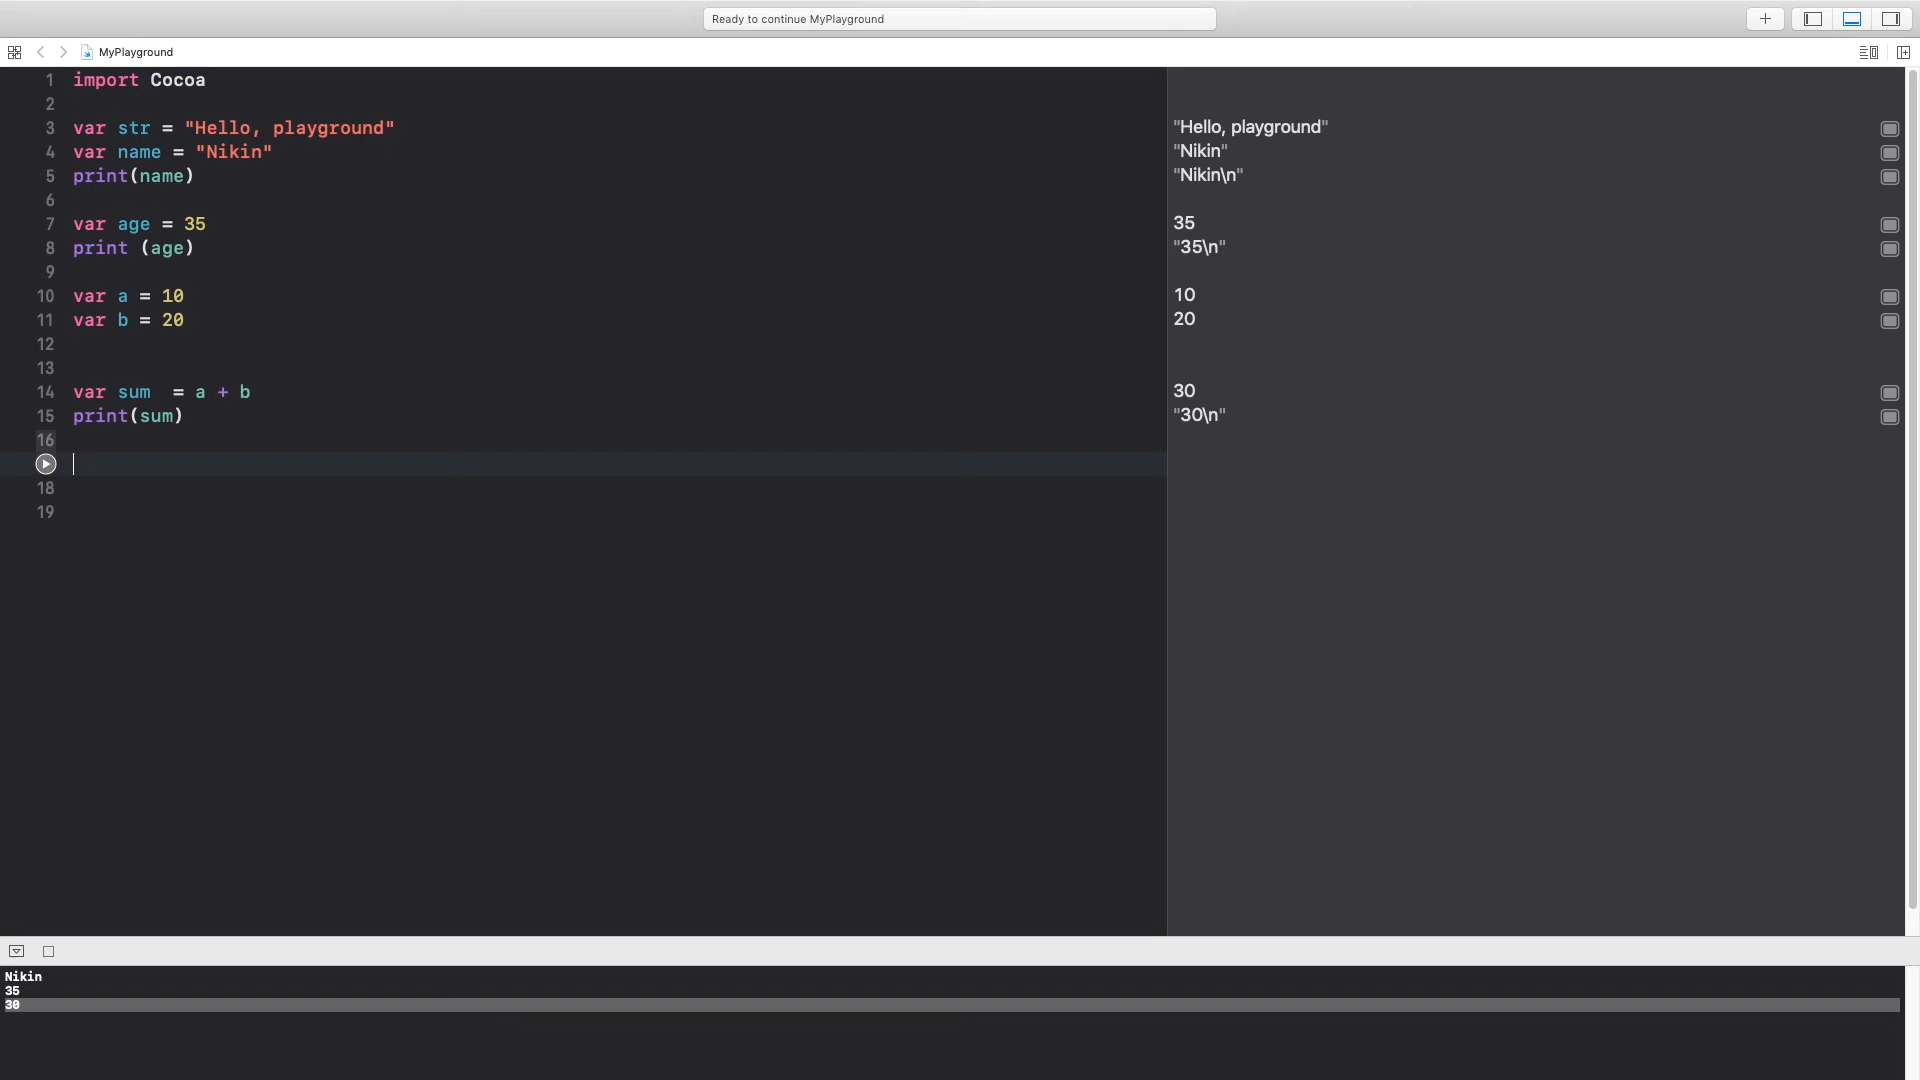 Ready to continue MyPlayground
MyPlayground
1 import Cocoa
2
3 var str = "Hello, playground" "Hello, playground"
4 var name = "Nikin" "Nikin"
5 print(name) "Nikin\n"
6
7 var age = 35 35
8 print (age) "35\n"
9
10 var a = 10 10
11 var b = 20 20
12
13
14 var sum  = a + b 30
15 print(sum) "30\n"
16
18
19
Nikin
35
30